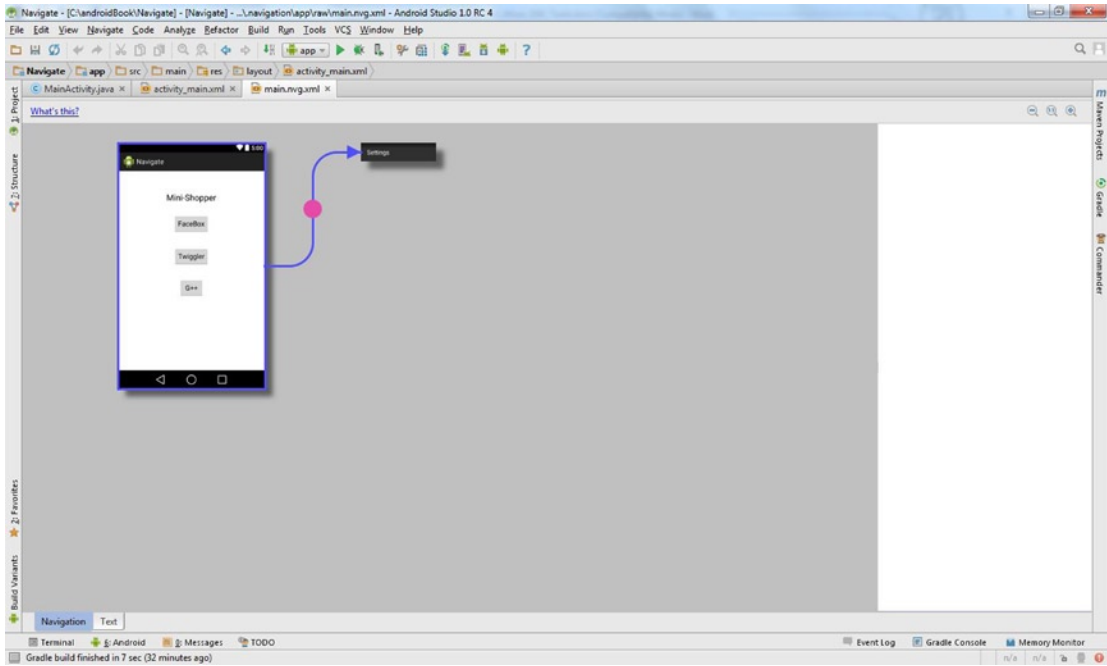 Navigate - [C:\androidBook\Navigate] - [Navigate] - ...\.navigation\app\raw\main.nvg.xml - Android Studio 1.0 RC 4
File Edit View Navigate Code Analyze Refactor Build Run Tools VCS Window Help
app
Navigate app src main res layout activity_main.xml
MainActivity.java activity_main.xml main.nvg.xml
What's this?
1: Project
2: Structure
2: Favorites
Build Variants
5:00
Navigate
Mini-Shopper
FaceBox
Twiggler
G++
Settings
m
Maven Projects
Gradle
Commander
Navigation Text
Terminal 6: Android 0: Messages TODO Event Log Gradle Console Memory Monitor
Gradle build finished in 7 sec (32 minutes ago) n/a n/a